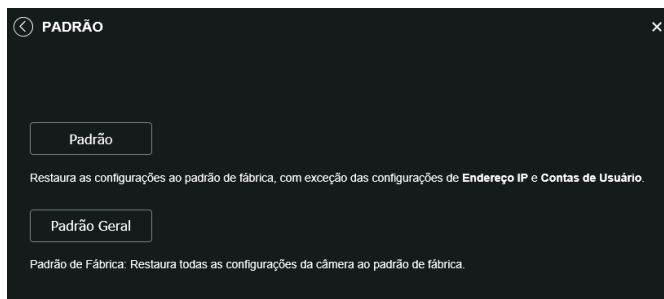 PADRÃO
Padrão
Restaura as configurações ao padrão de fábrica, com exceção das configurações de Endereço IP e Contas de Usuário.
Padrão Geral
Padrão de Fábrica: Restaura todas as configurações da câmera ao padrão de fábrica.